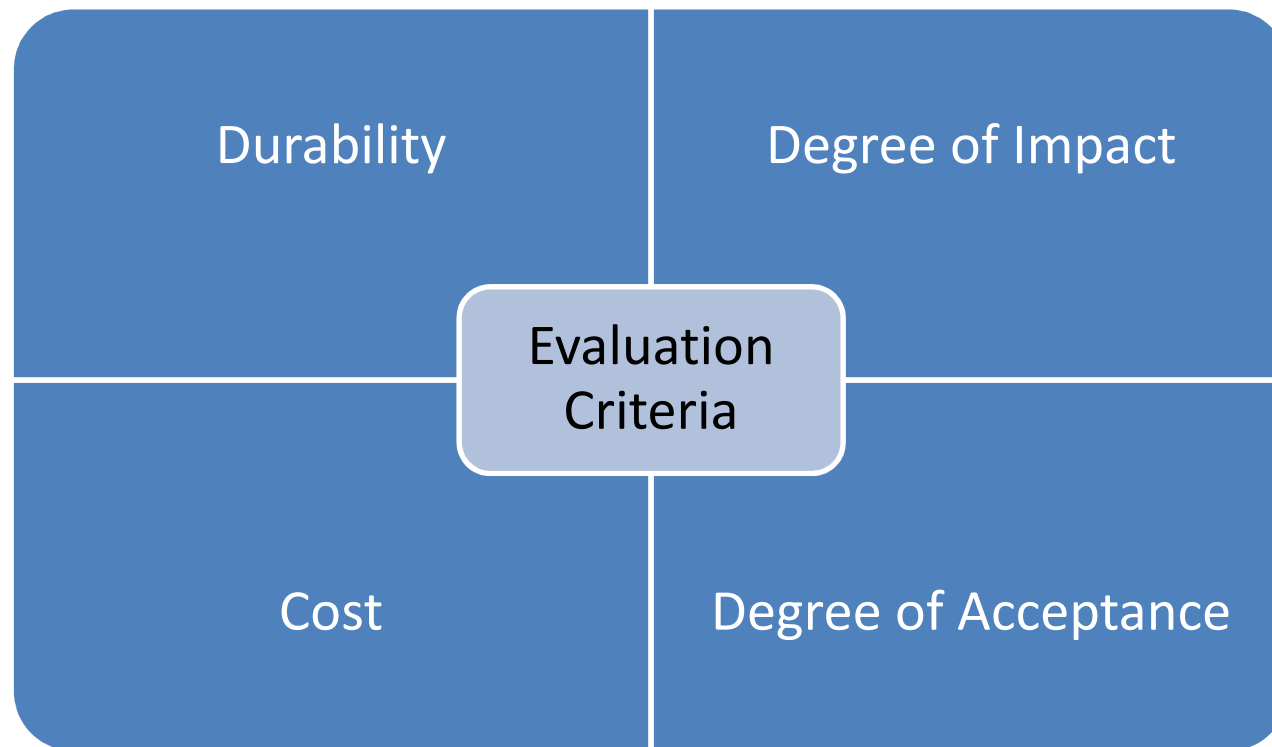 Durability
Degree of Impact
Evaluation
Criteria
Cost
Degree of Acceptance